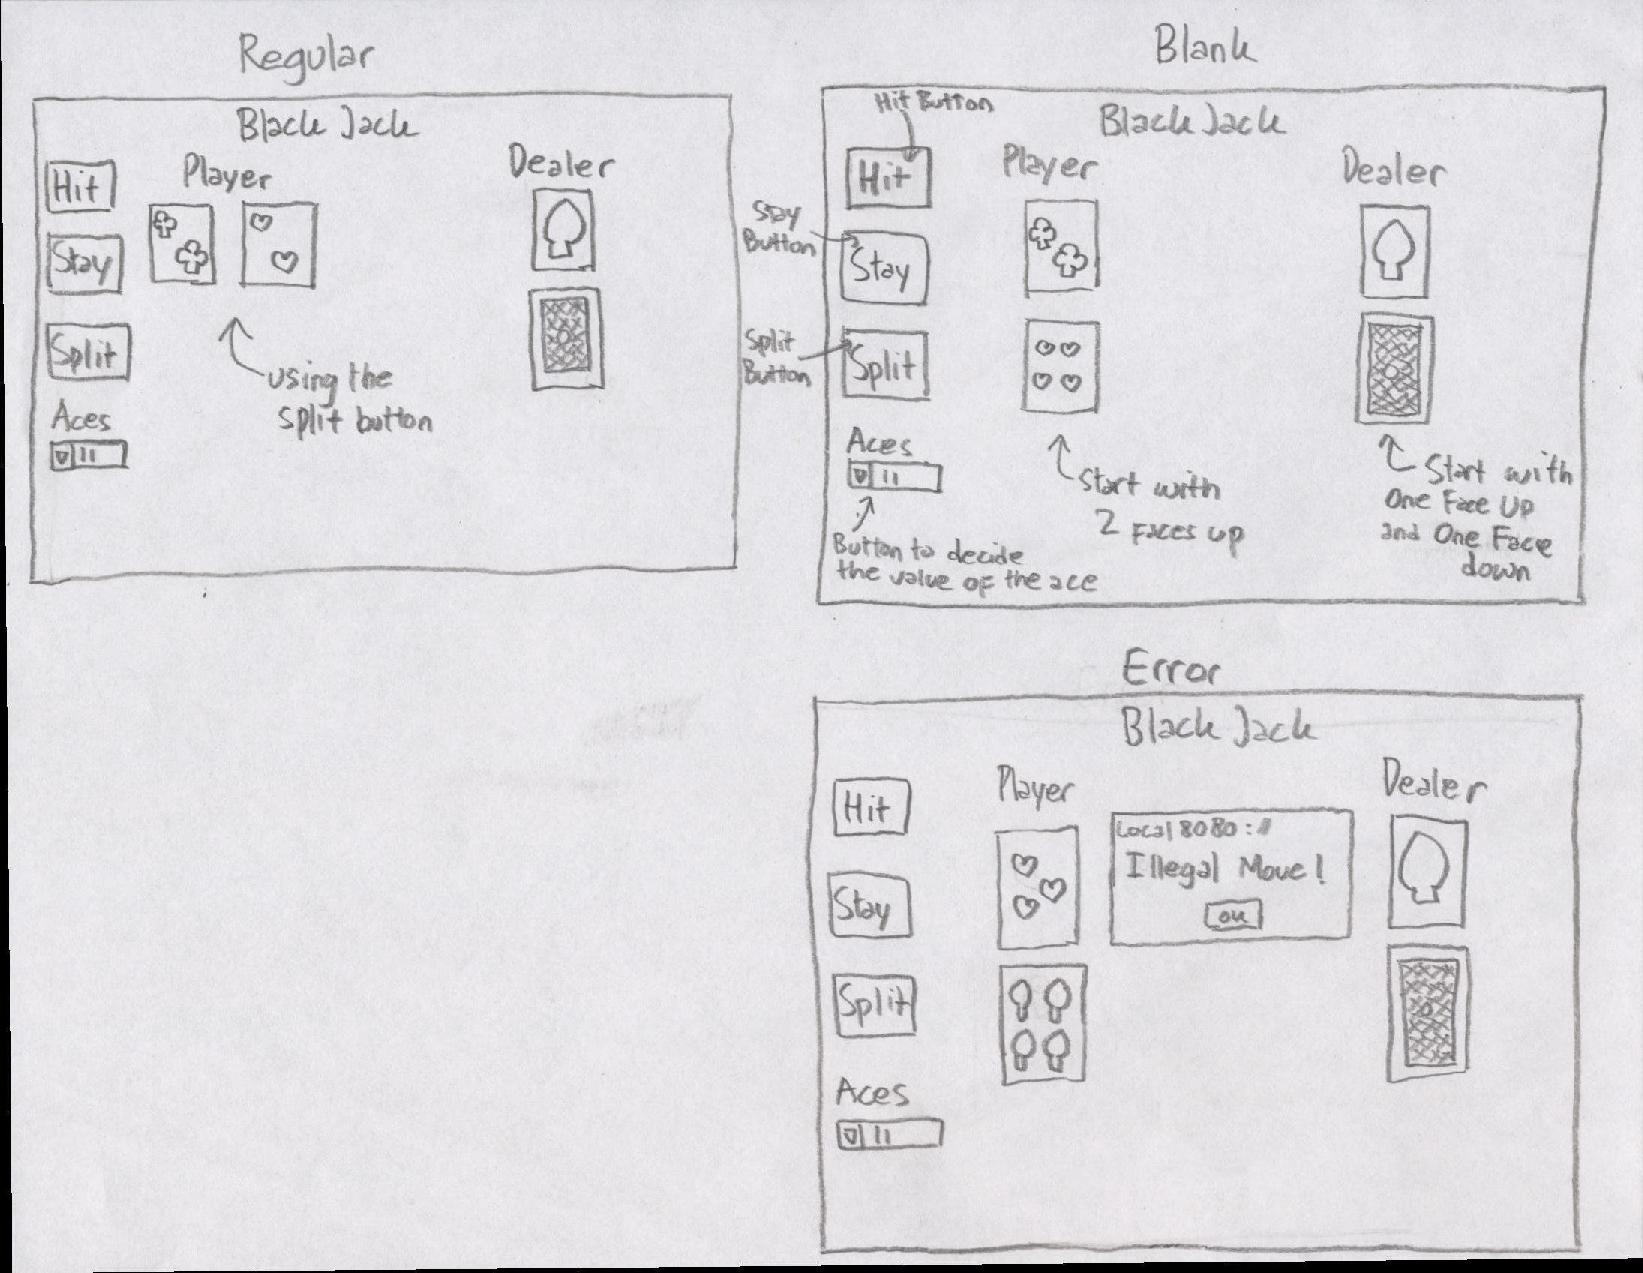 Regular
Black Jack
Hit
Player
Dealer
Stay
Split
using the
split button
Aces
11
Blank
Hit Button
Black Jack
Hit
Player
Dealer
Stay
Button
Stay
Split
Button
Split
Aces
11
Start with
2 Faces up
Start with
One Face Up
and One Face
down
Button to decide
the value of the ace
Error
Black Jack
Hit
Player
Dealer
Local 8080://
Illegal Move!
ok
Stay
Split
Aces
11